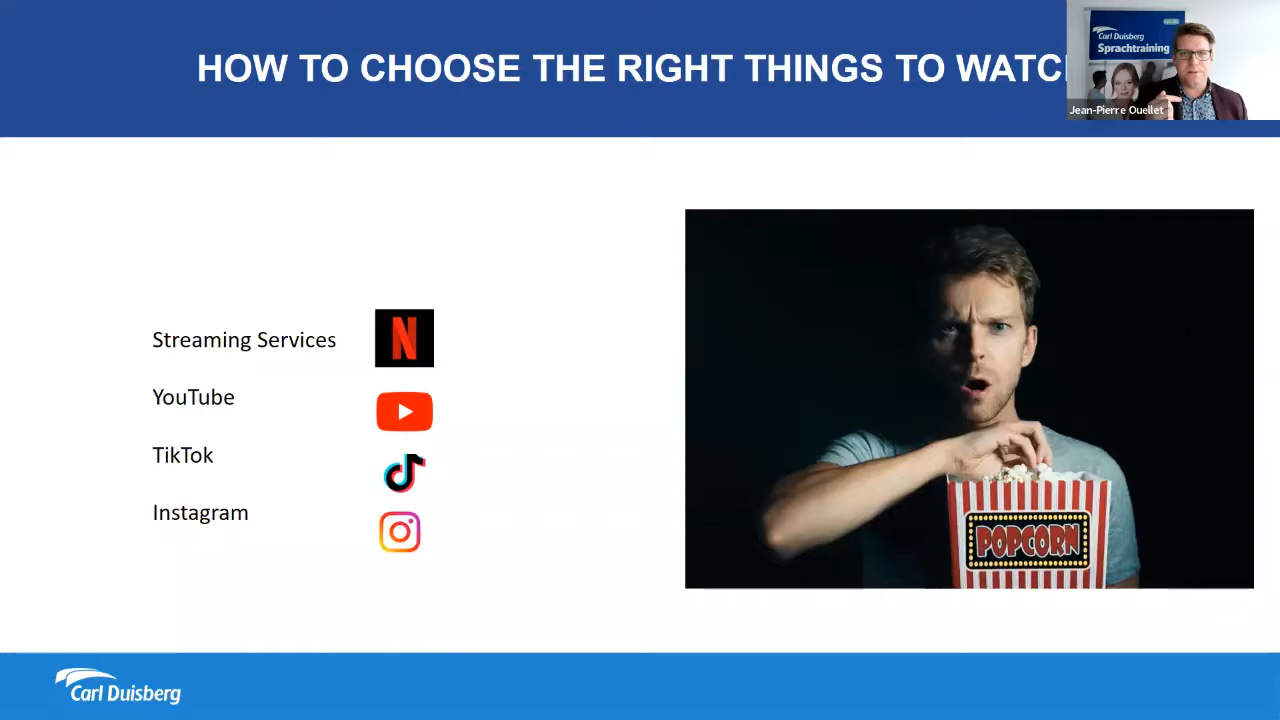 HOW TO CHOOSE THE RIGHT THINGS TO WATC
Carl Duisberg
Sprachtraining
Jean-Pierre Ouellet
Streaming Services
N
YouTube
TikTok
Instagram
POPCORN
Carl Duisberg